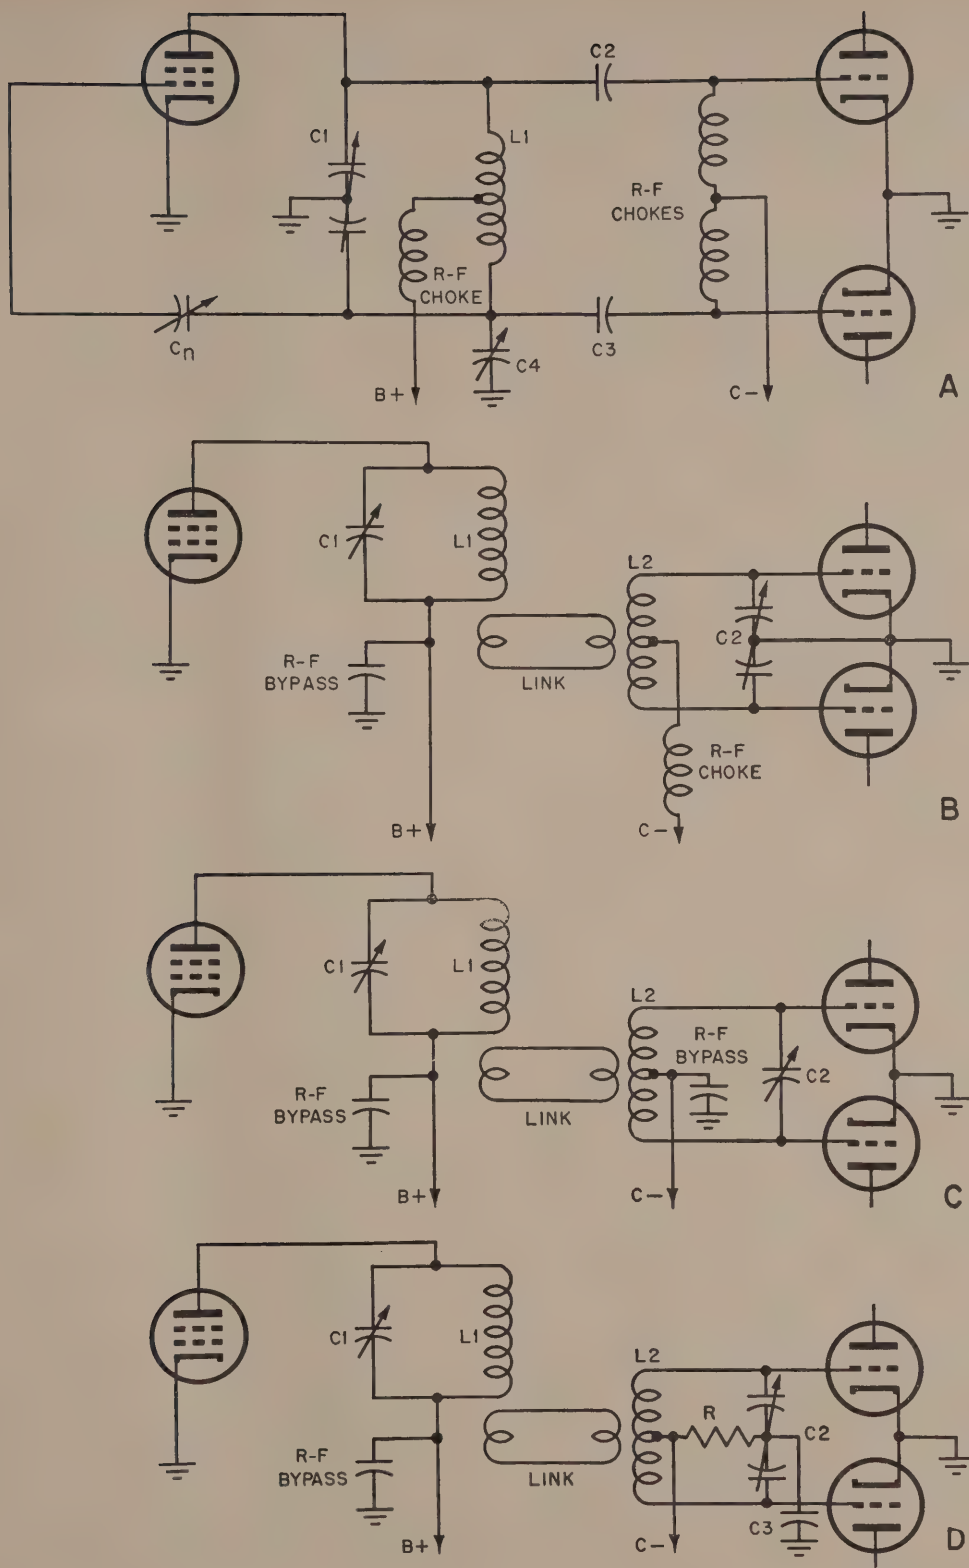 C2
C1
L1
R-F
CHOKES
R-F
CHOKE
Cn
C3
C4
B+
C-
A
C1
L1
L2
C2
R-F
BYPASS
LINK
R-F
CHOKE
B+
C-
B
C1
L1
L2
R-F
BYPASS
C2
R-F
BYPASS
LINK
B+
C-
C
C1
L1
L2
R
C2
R-F
BYPASS
LINK
C3
B+
C-
D